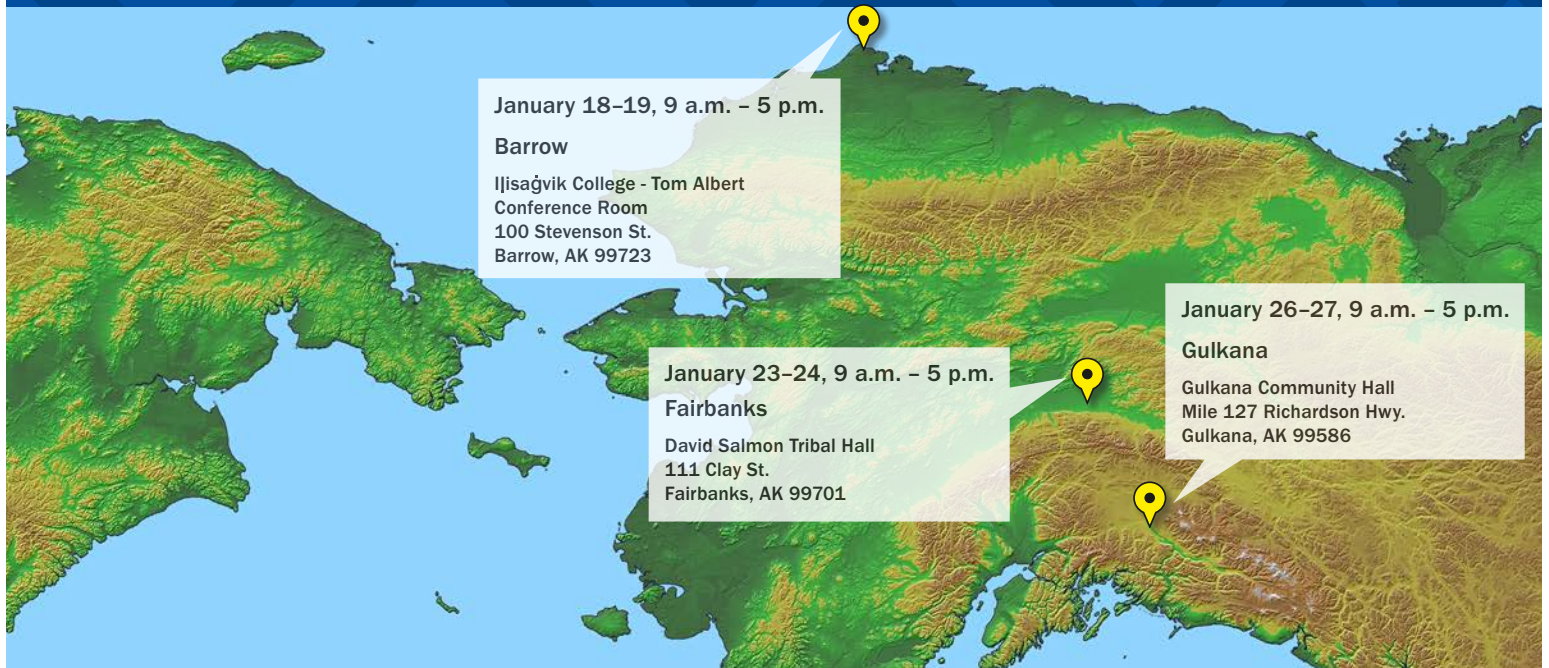 January 18–19, 9 a.m. – 5 p.m.
Barrow
Iḷisaġvik College - Tom Albert
Conference Room
100 Stevenson St.
Barrow, AK 99723
January 23–24, 9 a.m. – 5 p.m.
Fairbanks
David Salmon Tribal Hall
111 Clay St.
Fairbanks, AK 99701
January 26–27, 9 a.m. – 5 p.m.
Gulkana
Gulkana Community Hall
Mile 127 Richardson Hwy.
Gulkana, AK 99586